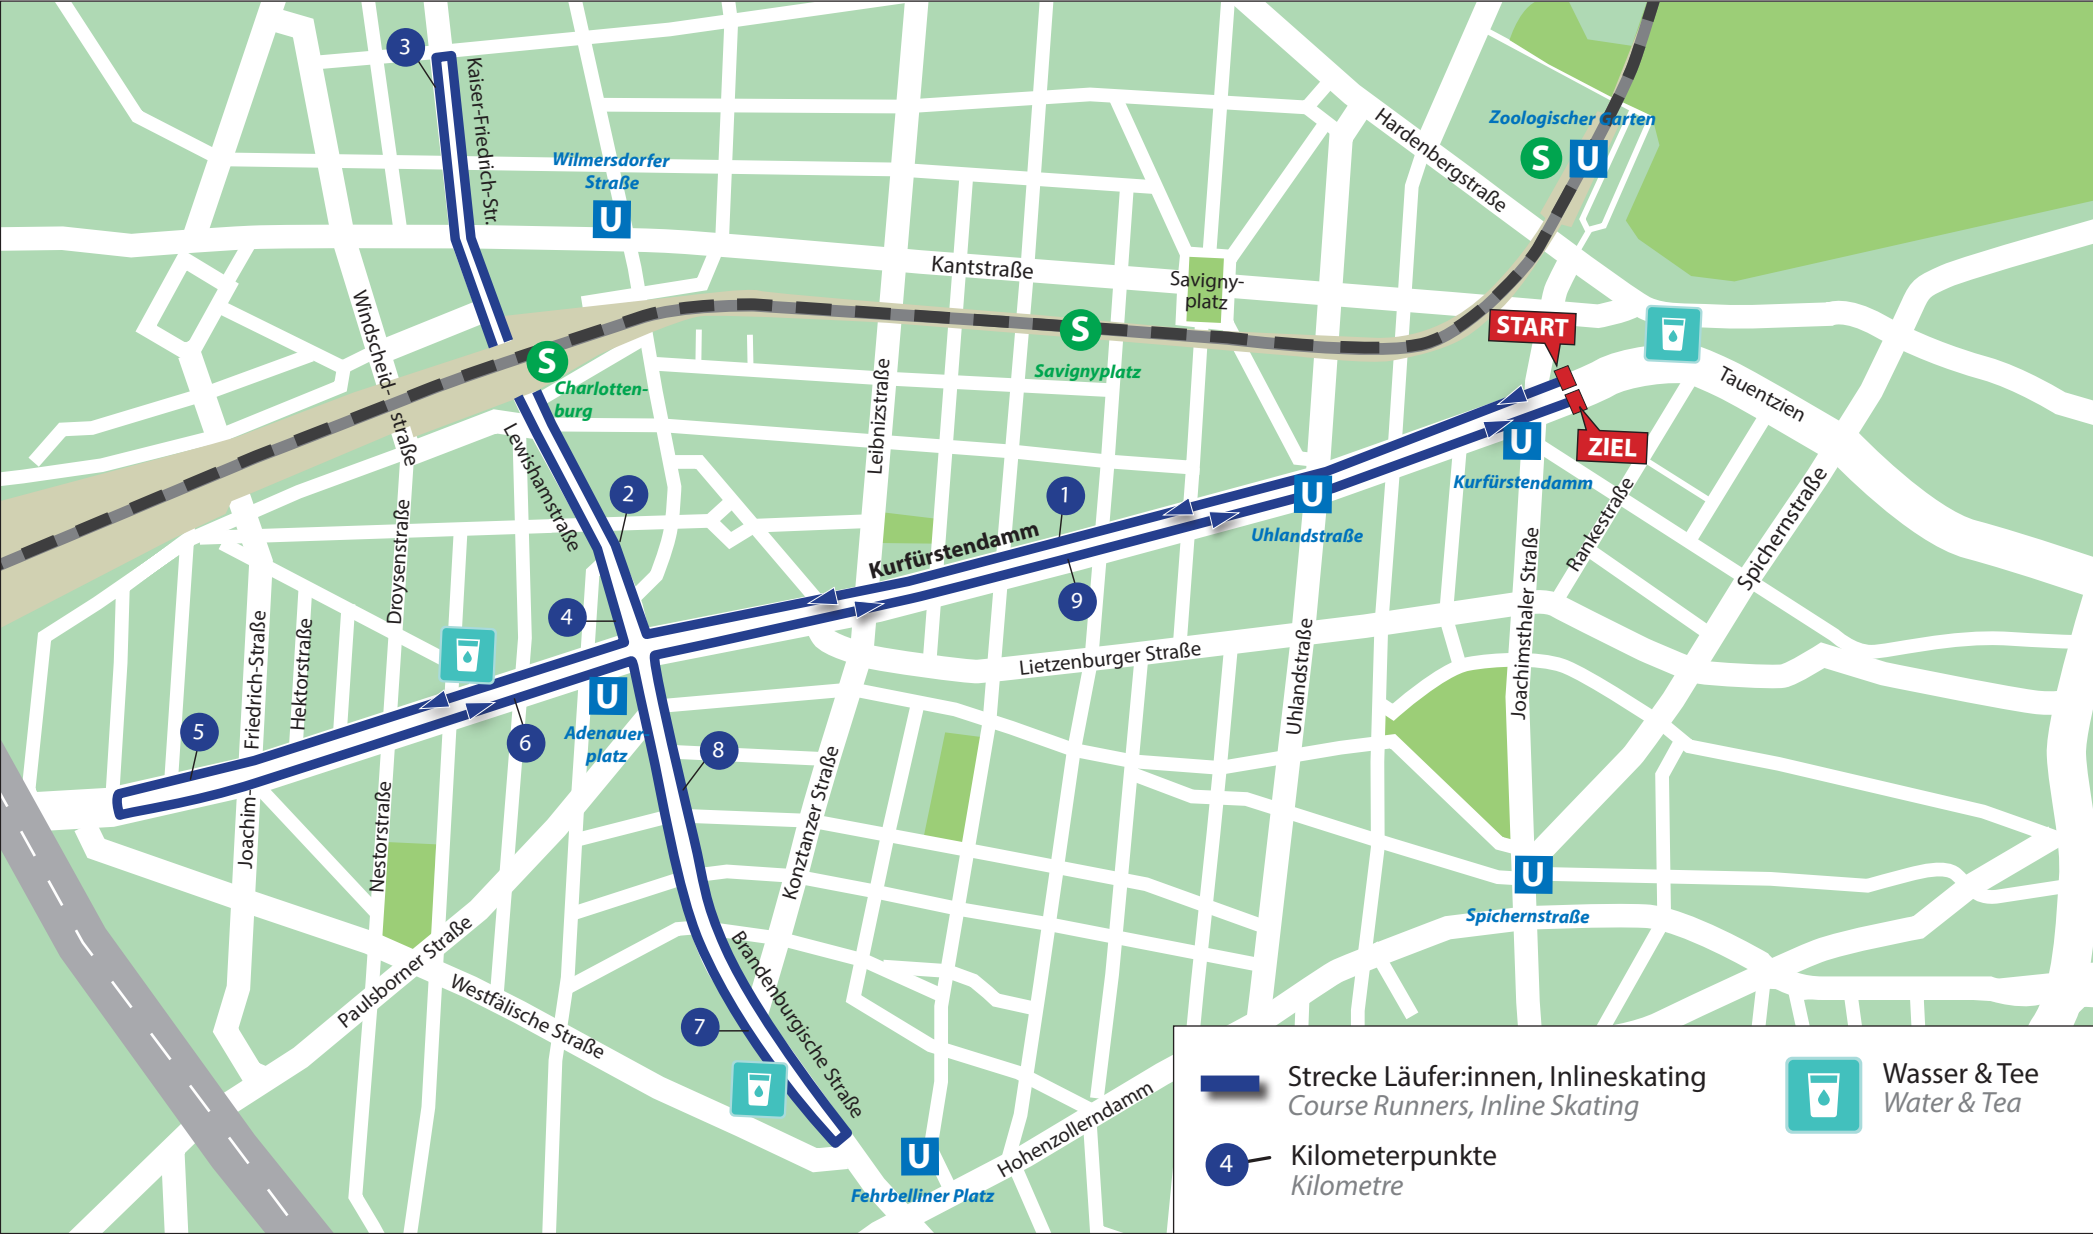 3
Kaiser-Friedrich-Str.
Wilmersdorfer
Straße
U
Hardenbergstraße
Zoologischer Garten
S
U
Kantstraße
Savigny-
platz
Windscheid-
straße
S
Charlotten-
burg
S
Savignyplatz
START
ZIEL
Tauentzien
U
Kurfürstendamm
Leibnizstraße
Lewishamstraße
2
1
Kurfürstendamm
U
Uhlandstraße
Rankestraße
Spichernstraße
Joachimsthaler Straße
Droysenstraße
4
9
Friedrich-Straße
Joachim-
Hektorstraße
Lietzenburger Straße
Uhlandstraße
5
6
U
Adenauer-
platz
8
Konztanzer Straße
Nestorstraße
U
Spichernstraße
Paulsborner Straße
Westfälische Straße
Brandenburgische Straße
7
U
Fehrbelliner Platz
Hohenzollerndamm
Strecke Läufer:innen, Inlineskating
Course Runners, Inline Skating
4
Kilometerpunkte
Kilometre
Wasser & Tee
Water & Tea